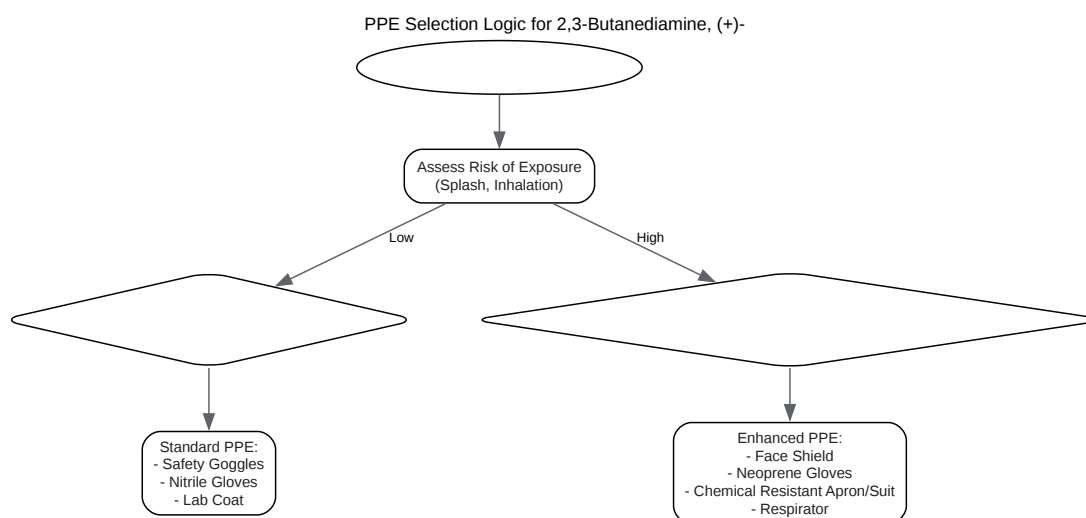 PPE Selection Logic for 2,3-Butanediamine, (+)-
Assess Risk of Exposure
(Splash, Inhalation)
Low
High
Standard PPE:
- Safety Goggles
- Nitrile Gloves
- Lab Coat
Enhanced PPE:
- Face Shield
- Neoprene Gloves
- Chemical Resistant Apron/Suit
- Respirator